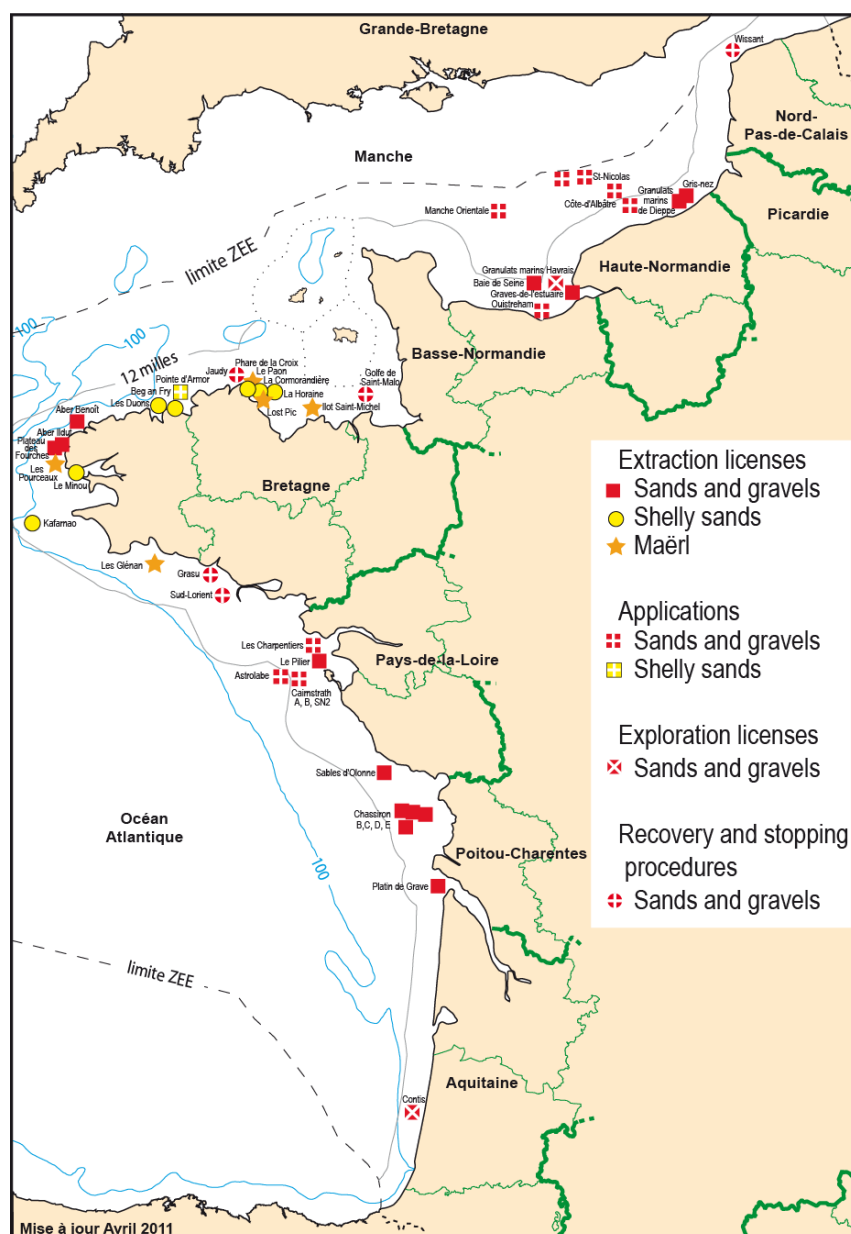 Grande-Bretagne
Wissant
Nord-
Pas-de-Calais
Manche
St-Nicolas
Granulats
marins
de Dieppe
Gris-nez
Picardie
Manche Orientale
Côte-d'Albâtre
limite ZEE
Haute-Normandie
Granulats marins Havrais
Baie de Seine
Graves-de-l'estuaire
Ouistreham
100
12 milles
Basse-Normandie
Phare de la Croix
Jaudy
Le Paon
La Cormorandière
Golfe de
Saint-Malo
Pointe d'Armor
Beg an Fry
La Horaine
Les Duons
Ilot Saint-Michel
Lost Pic
Aber Benoît
Aber Ildut
Plateau
des
Fourches
Les
Pourceaux
Le Minou
Bretagne
Kafarnao
Les Glénan
Grasu
Sud-Lorient
Les Charpentiers
Le Pilier
Pays-de-la-Loire
Astrolabe
Cairnstrath
A, B, SN2
Sables d'Olonne
Océan
Atlantique
Chassiron
B,C, D, E
100
Poitou-Charentes
Platin de Grave
limite ZEE
Aquitaine
Contis
Mise à jour Avril 2011
Extraction licenses
Sands and gravels
Shelly sands
Maërl
Applications
Sands and gravels
Shelly sands
Exploration licenses
Sands and gravels
Recovery and stopping
procedures
Sands and gravels